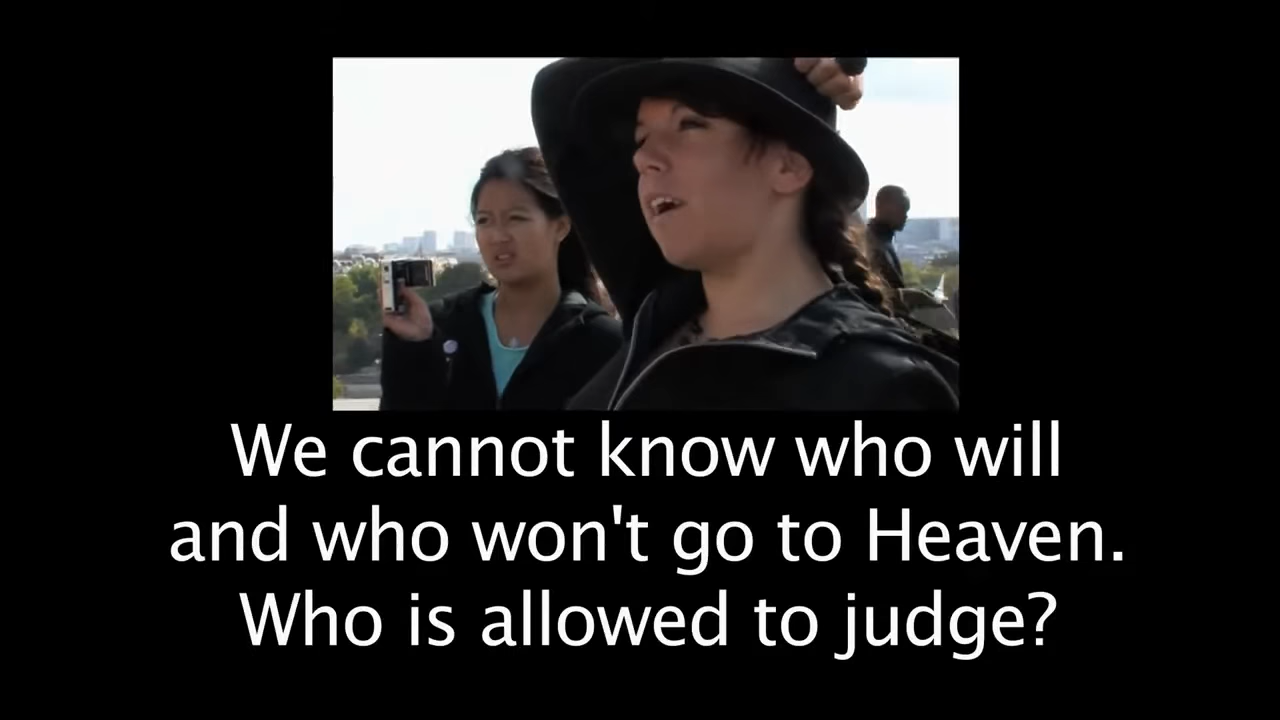 We cannot know who will
and who won't go to Heaven.
Who is allowed to judge?